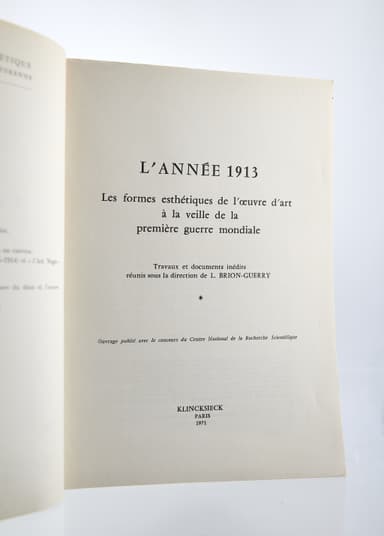 L'ANNÉE 1913
Les formes esthétiques de l'œuvre d'art
à la veille de la
première guerre mondiale
Travaux et documents inédits
réunis sous la direction de L. BRION-GUERRY
*
Ouvrage publié avec le concours du Centre National de la Recherche Scientifique
KLINCKSIECK
PARIS
1971